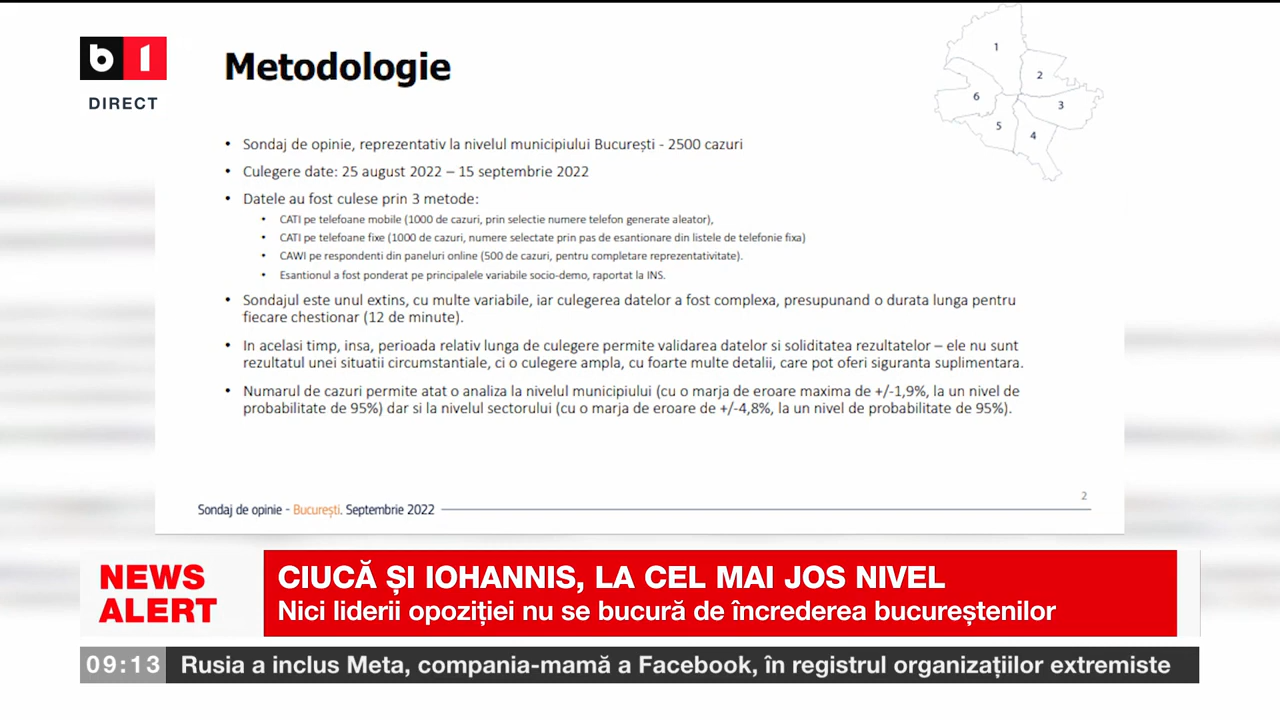 b1
DIRECT
Metodologie
1
2
3
4
5
6
• Sondaj de opinie, reprezentativ la nivelul municipiului București - 2500 cazuri
• Culegere date: 25 august 2022 – 15 septembrie 2022
• Datele au fost culese prin 3 metode:
• CATI pe telefoane mobile (1000 de cazuri, prin selectie numere telefon generate aleator),
• CATI pe telefoane fixe (1000 de cazuri, numere selectate prin pas de esantionare din listele de telefonie fixa)
• CAWI pe respondenti din paneluri online (500 de cazuri, pentru completare reprezentativitate).
• Esantionul a fost ponderat pe principalele variabile socio-demo, raportat la INS.
• Sondajul este unul extins, cu multe variabile, iar culegerea datelor a fost complexa, presupunand o durata lunga pentru
fiecare chestionar (12 de minute).
• In acelasi timp, insa, perioada relativ lunga de culegere permite validarea datelor si soliditatea rezultatelor – ele nu sunt
rezultatul unei situatii circumstantiale, ci o culegere ampla, cu foarte multe detalii, care pot oferi siguranta suplimentara.
• Numarul de cazuri permite atat o analiza la nivelul municipiului (cu o marja de eroare maxima de +/-1,9%, la un nivel de
probabilitate de 95%) dar si la nivelul sectorului (cu o marja de eroare de +/-4,8%, la un nivel de probabilitate de 95%).
2
Sondaj de opinie - București. Septembrie 2022
NEWS
ALERT
CIUCĂ ȘI IOHANNIS, LA CEL MAI JOS NIVEL
Nici liderii opoziției nu se bucură de încrederea bucureștenilor
09:13 Rusia a inclus Meta, compania-mamă a Facebook, în registrul organizațiilor extremiste